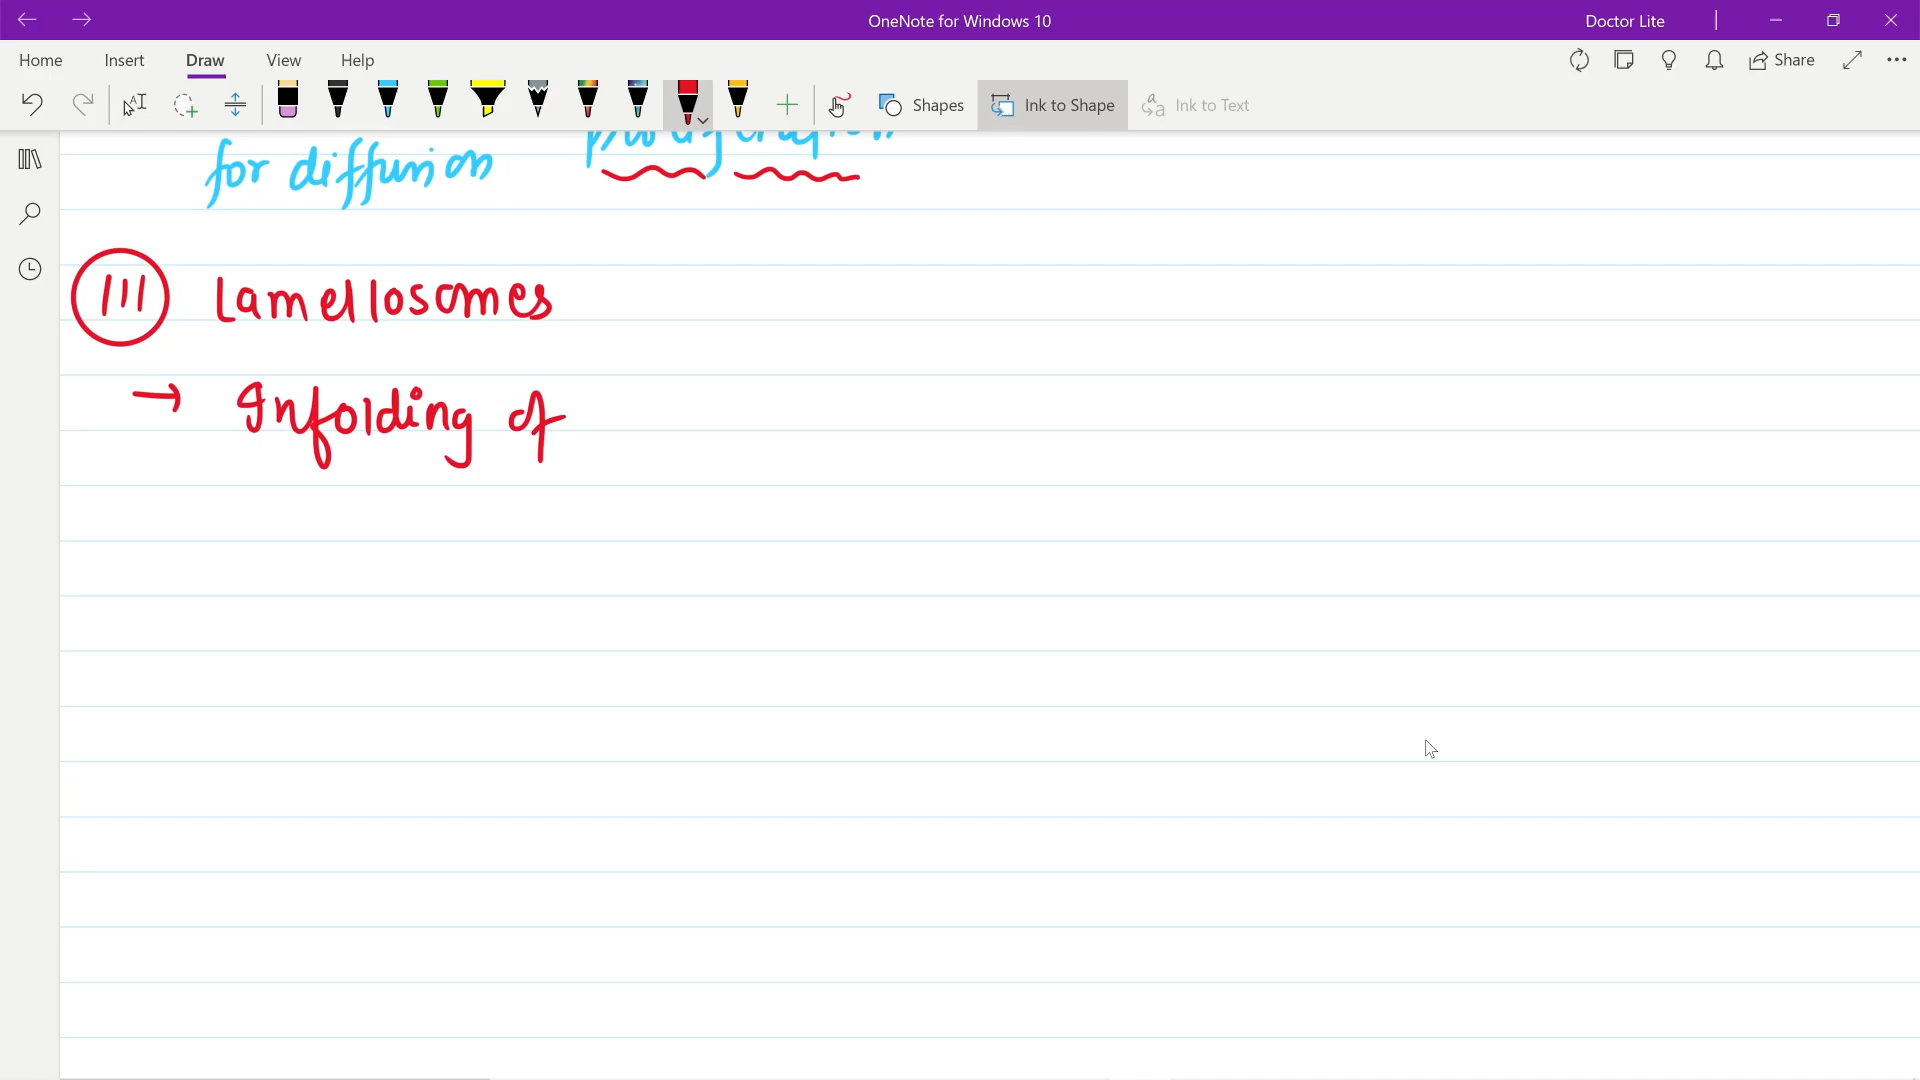 OneNote for Windows 10
Doctor Lite
Home Insert Draw View Help
Share
Shapes Ink to Shape Ink to Text
for diffusion
III Lamellosomes
→ Infolding of